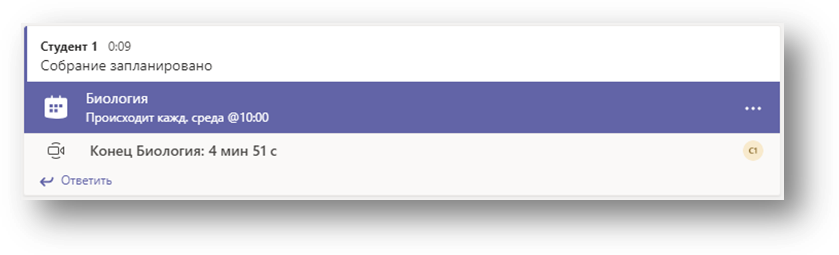 Студент 1 0:09
Собрание запланировано
Биология
Происходит кажд. среда @10:00
Конец Биология: 4 мин 51 с
С1
Ответить